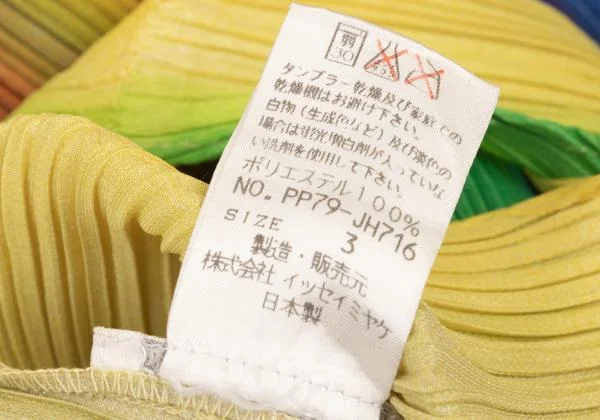 弱
30
タンブラー乾燥及び家庭での
乾燥機はお避け下さい。
白物(生成色など)及び淡色の
場合は蛍光増白剤が入っていな
い洗剤を使用して下さい。
ポリエステル100%
NO. PP79-JH716
SIZE 3
製造・販売元
株式会社 イッセイミヤケ
日本製